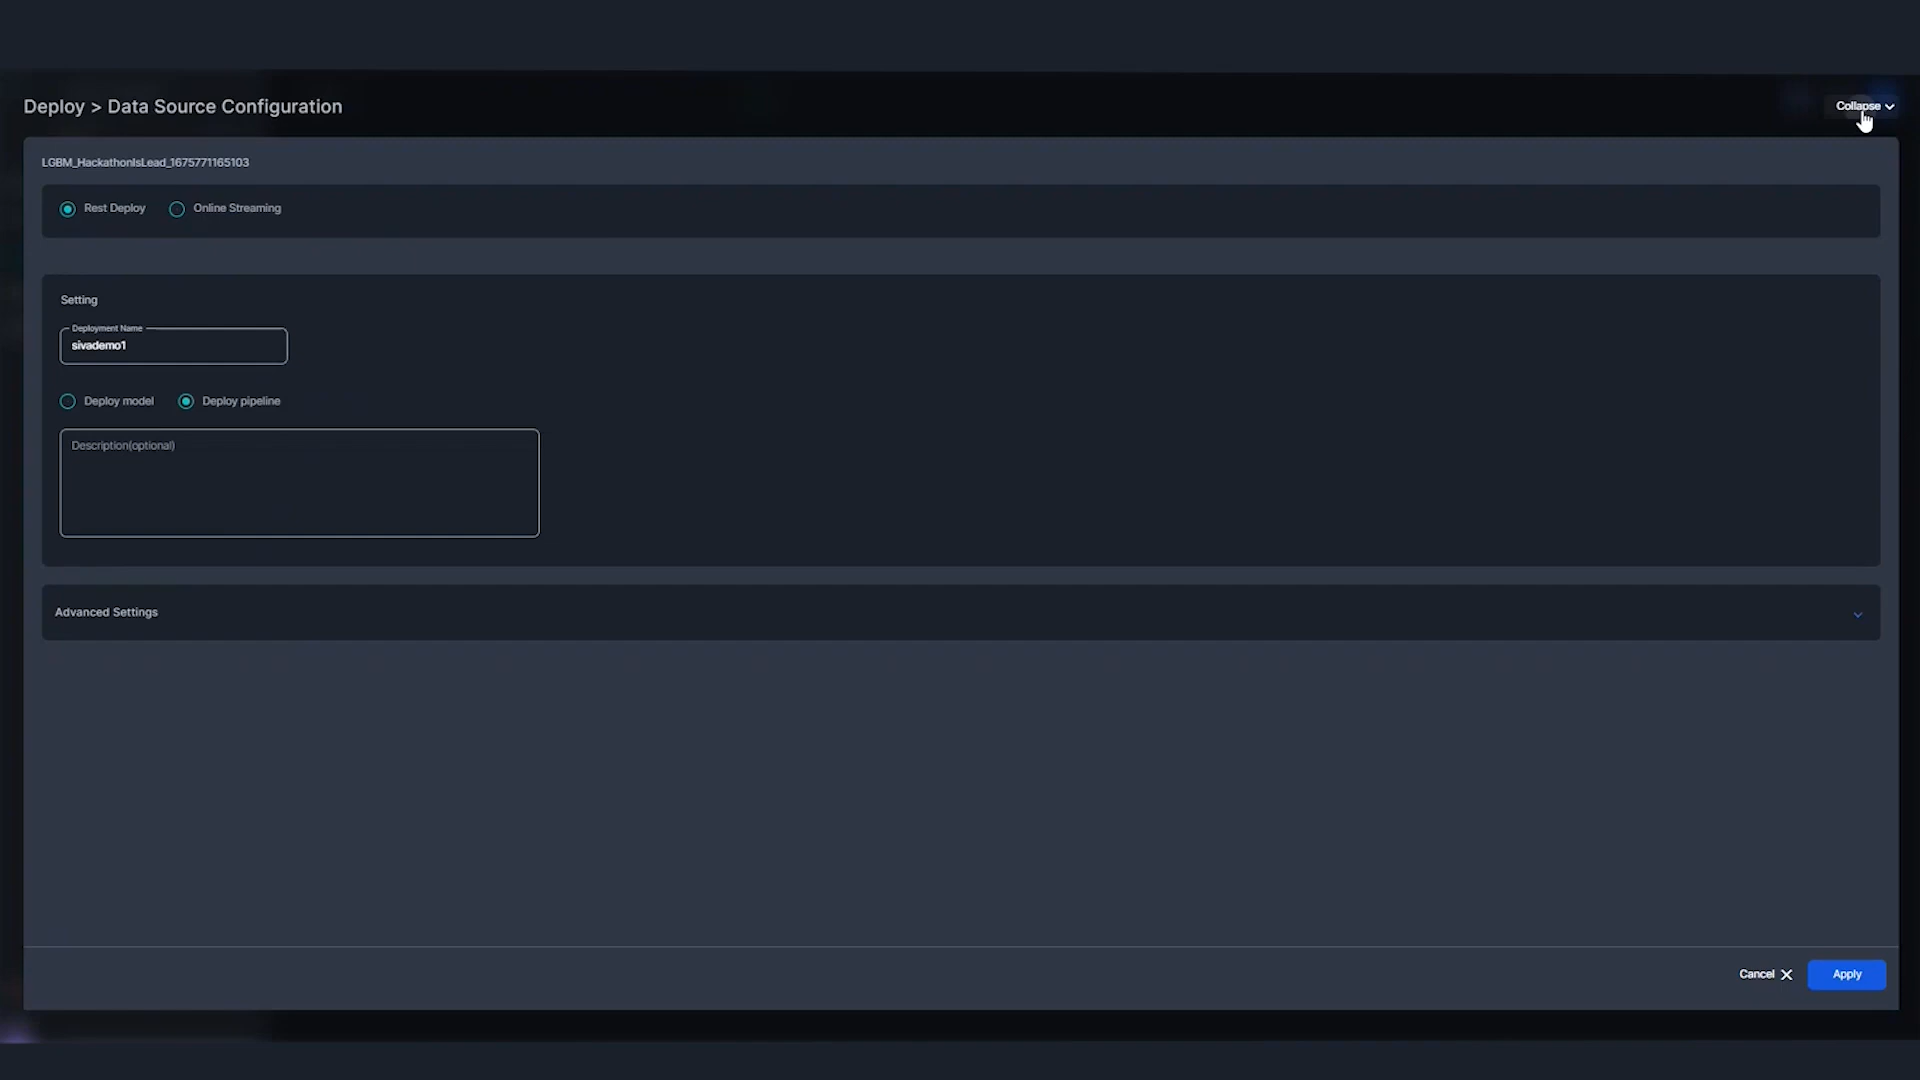 Deploy > Data Source Configuration
Collapse
LGBM_HackathonIsLead_1675771165103
Rest Deploy
Online Streaming
Setting
Deployment Name
sivademo1
Deploy model
Deploy pipeline
Description(optional)
Advanced Settings
Cancel
Apply